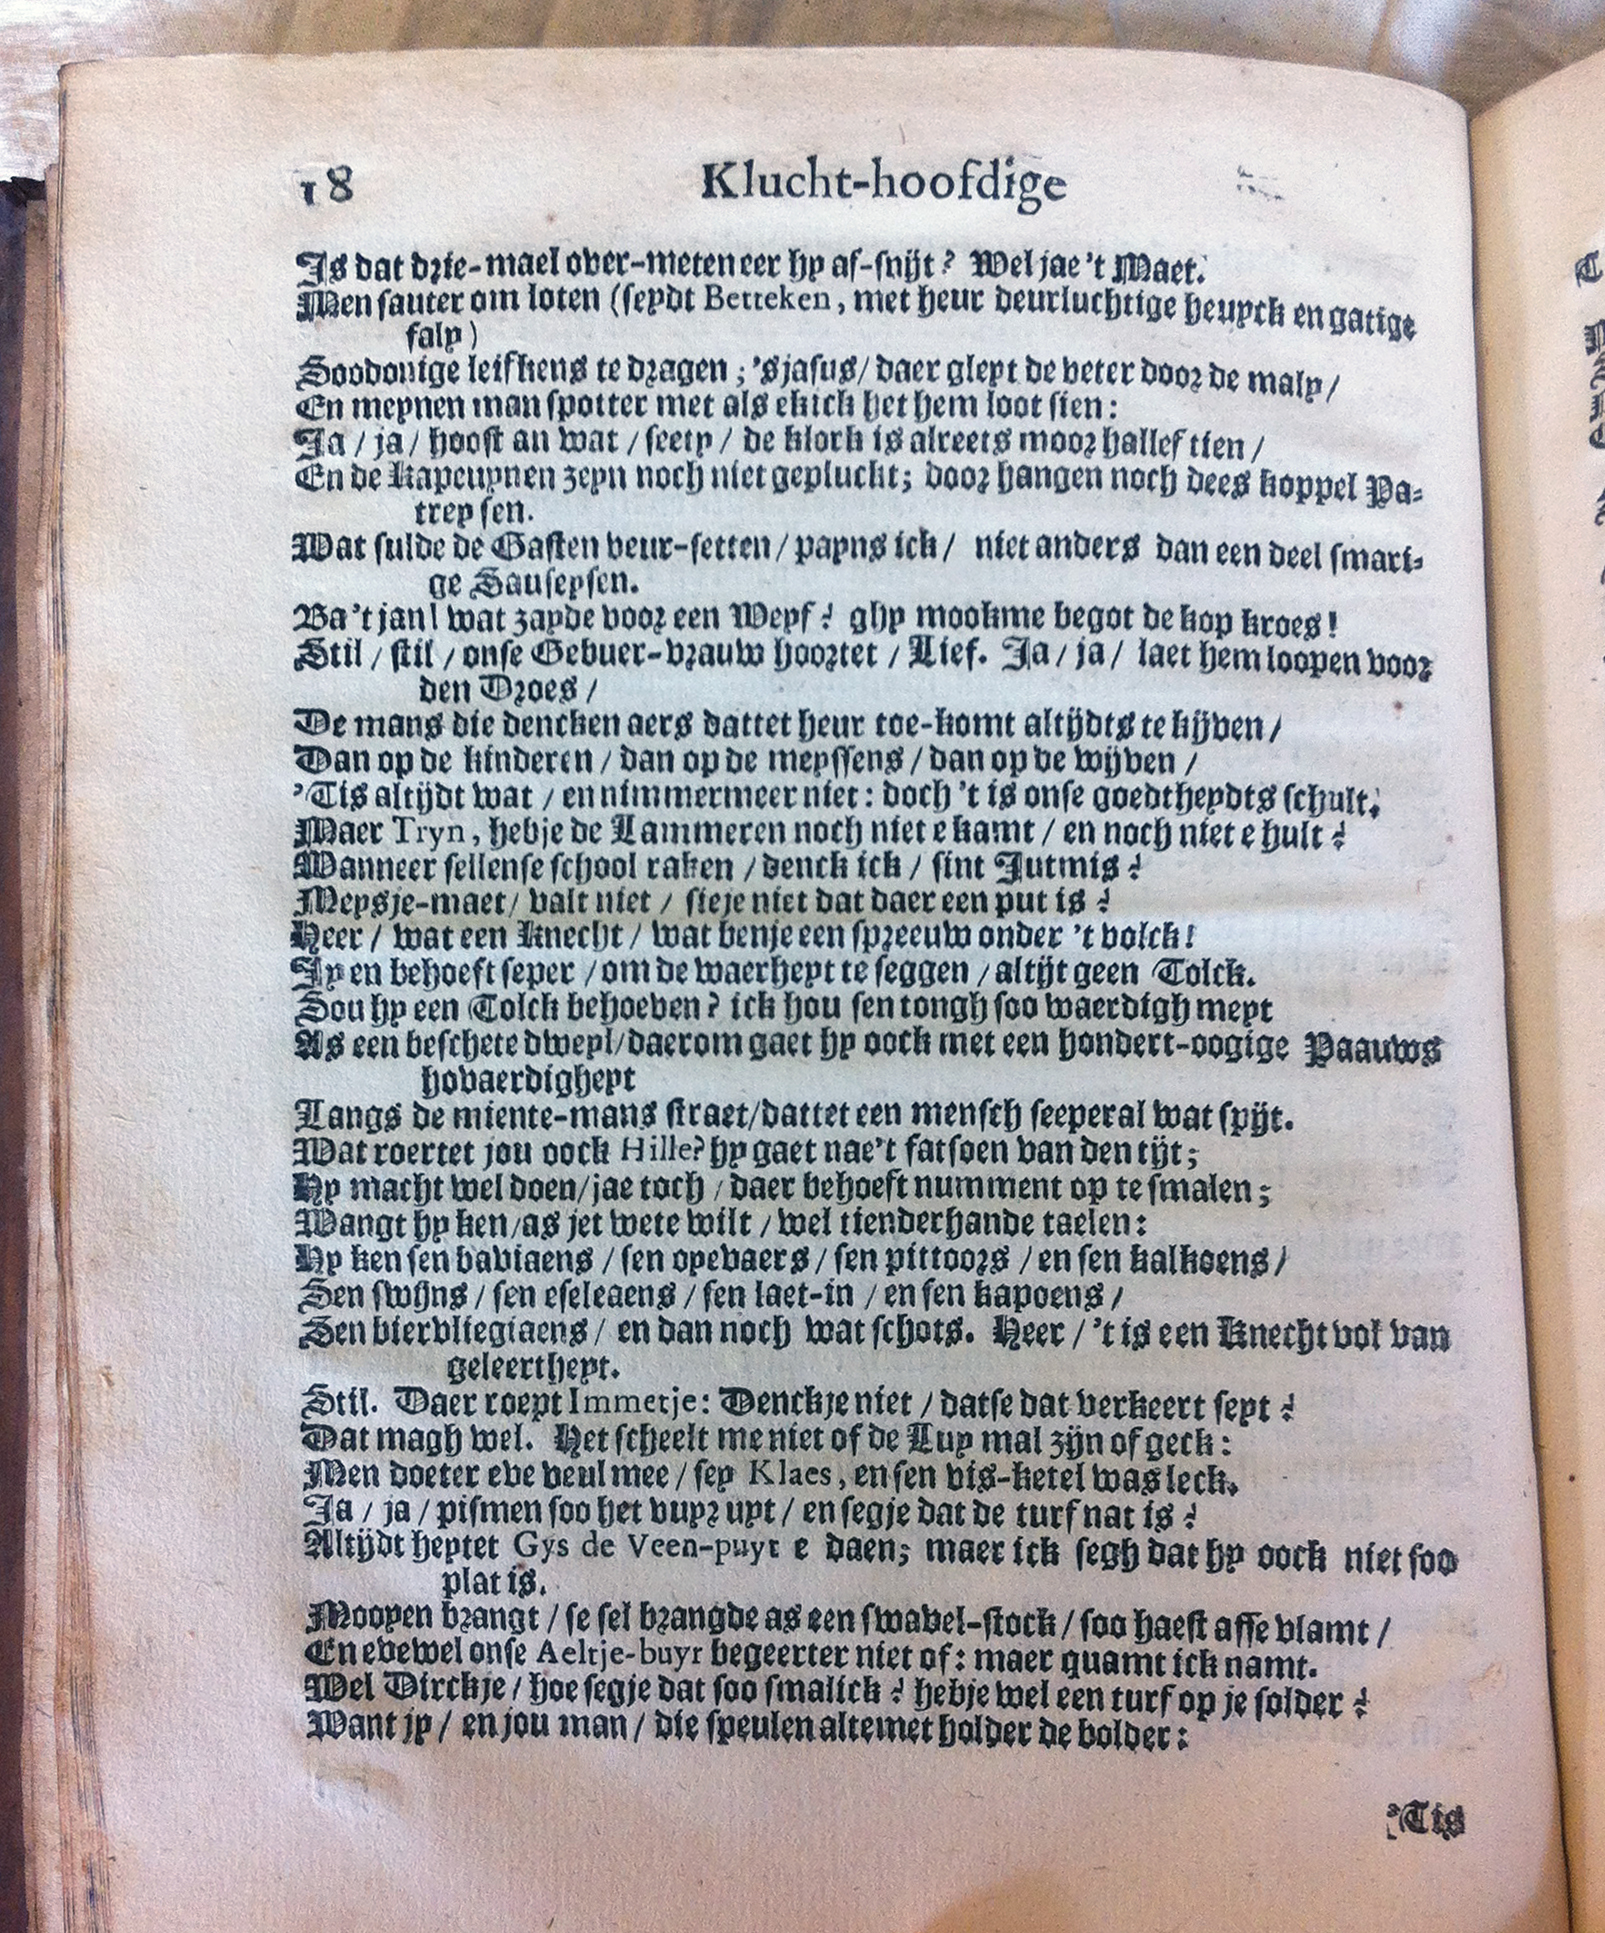 18 Klucht-hoofdige
Is dat drie-mael over-meten eer hy af-snijt? Wel jae 't Maet.
Men sauter om loten (seydt Betteken, met heur deurluchtige heuyck en gatige
faly)
Soodonige leifkens te dragen; 'sjasus/ daer gleyt de veter door de maly/
En meynen man spotter met als ekick het hem loot sien:
Ja / ja / hooft an wat / seety / de klock is alreets moor hallef tien /
En de kapcuynen zeyn noch niet gepluckt; voor hangen noch dees koppel Pa-
treysen.
Wat sulde de Gasten veur-setten / payns ick / niet anders dan een deel smari-
ge Sauseysen.
Ba 't jan! wat zayde voor een Weyf? ghy mookme begot de kop kroes!
Stil / stil / onse Gebuer-vrauw hoortet / Lief. Ja / ja / laet hem loopen voor
den Droes /
De mans die dencken aers dattet heur toe-komt altijdts te kijven /
Dan op de kinderen / dan op de meyssens / dan op de wijven /
'Tis altijdt wat / en nimmermeer niet: doch 't is onse goedtheydts schult.
Maer Tryn, hebje de Lammeren noch niet e kamt / en noch niet e hult?
Wanneer sellense school raken / denck ick / sint Jutmis?
Meysje-maet / valt niet / sieje niet dat daer een put is?
Heer / wat een knecht / wat benje een spreeuw onder 't volck!
Jy en behoeft seper / om de waerheyt te seggen / altijt geen Tolck.
Sou hy een Tolck behoeven? ick hou sen tongh soo waerdigh meyt
As een beschete dweyl/ daerom gaet hy oock met een hondert-oogige Paauws
hovaerdigheyt
Langs de miente-mans straet/ dattet een mensch seeperal wat spijt.
Wat roertet jou oock Hille? hy gaet nae't fatsoen van den tijt;
Hy macht wel doen/ jae toch / daer behoeft numment op te smalen;
Wangt hy ken/ as jet wete wilt / wel tienderhande taelen:
Hy ken sen baviaens / sen opevaers / sen pittoors / en sen kalkoens /
Sen swijns / sen eseleaens / sen laet-in / en sen kapoens /
Sen biervliegiaens / en dan noch wat schots. Heer / 't is een knecht vol van
geleertheyt.
Stil. Daer roept Immetje: Denckje niet / datse dat verkeert seyt?
Dat magh wel. Het scheelt me niet of de Luy mal zijn of geck:
Men doeter eve veul mee / sey Klaes, en sen vis-ketel was leck.
Ja / ja / pismen soo het vuyr uyt / en segje dat de turf nat is?
Altijdt heytet Gys de Veen-puyt e daen; maer ick segh dat hy oock niet soo
plat is.
Mooyen brangt / se sel brangde as een swavel-stock / soo haest asse vlamt /
En evewel onse Aeltje-buyr begeerter niet of: maer quamt ick namt.
Wel Dirckje / hoe segje dat soo smalick? hebje wel een turf op je solder?
Want jy / en jou man / die speulen altemet holder de bolder:
'Tis